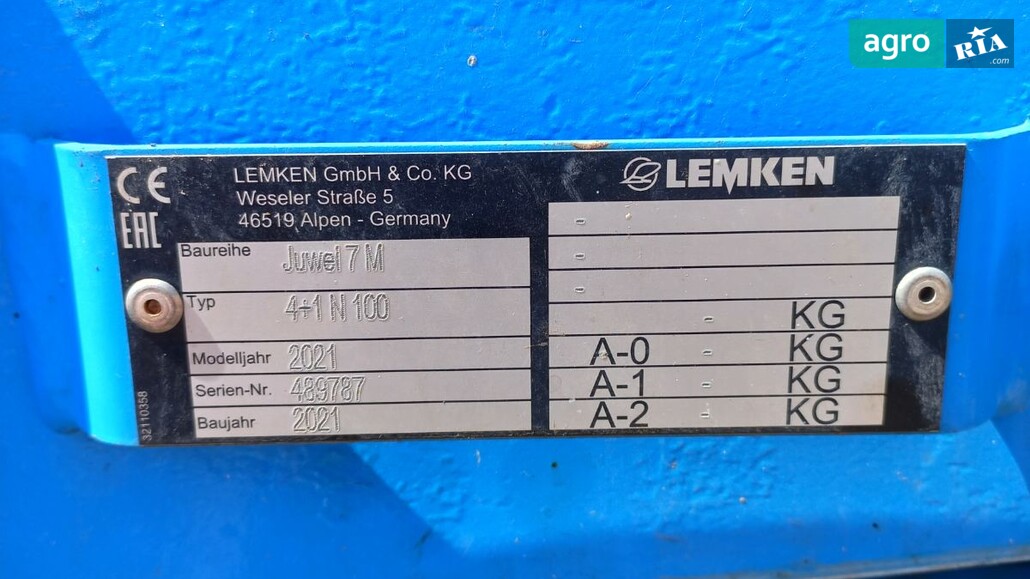 agro RIA .com
CE
EAC
LEMKEN GmbH & Co. KG
Weseler Straße 5
46519 Alpen - Germany
LEMKEN
Baureihe Juwel 7 M
Typ 4+1 N 100
Modelljahr 2021
Serien-Nr. 489787
Baujahr 2021
-
-
-
- KG
A-0 - KG
A-1 - KG
A-2 - KG
32110358